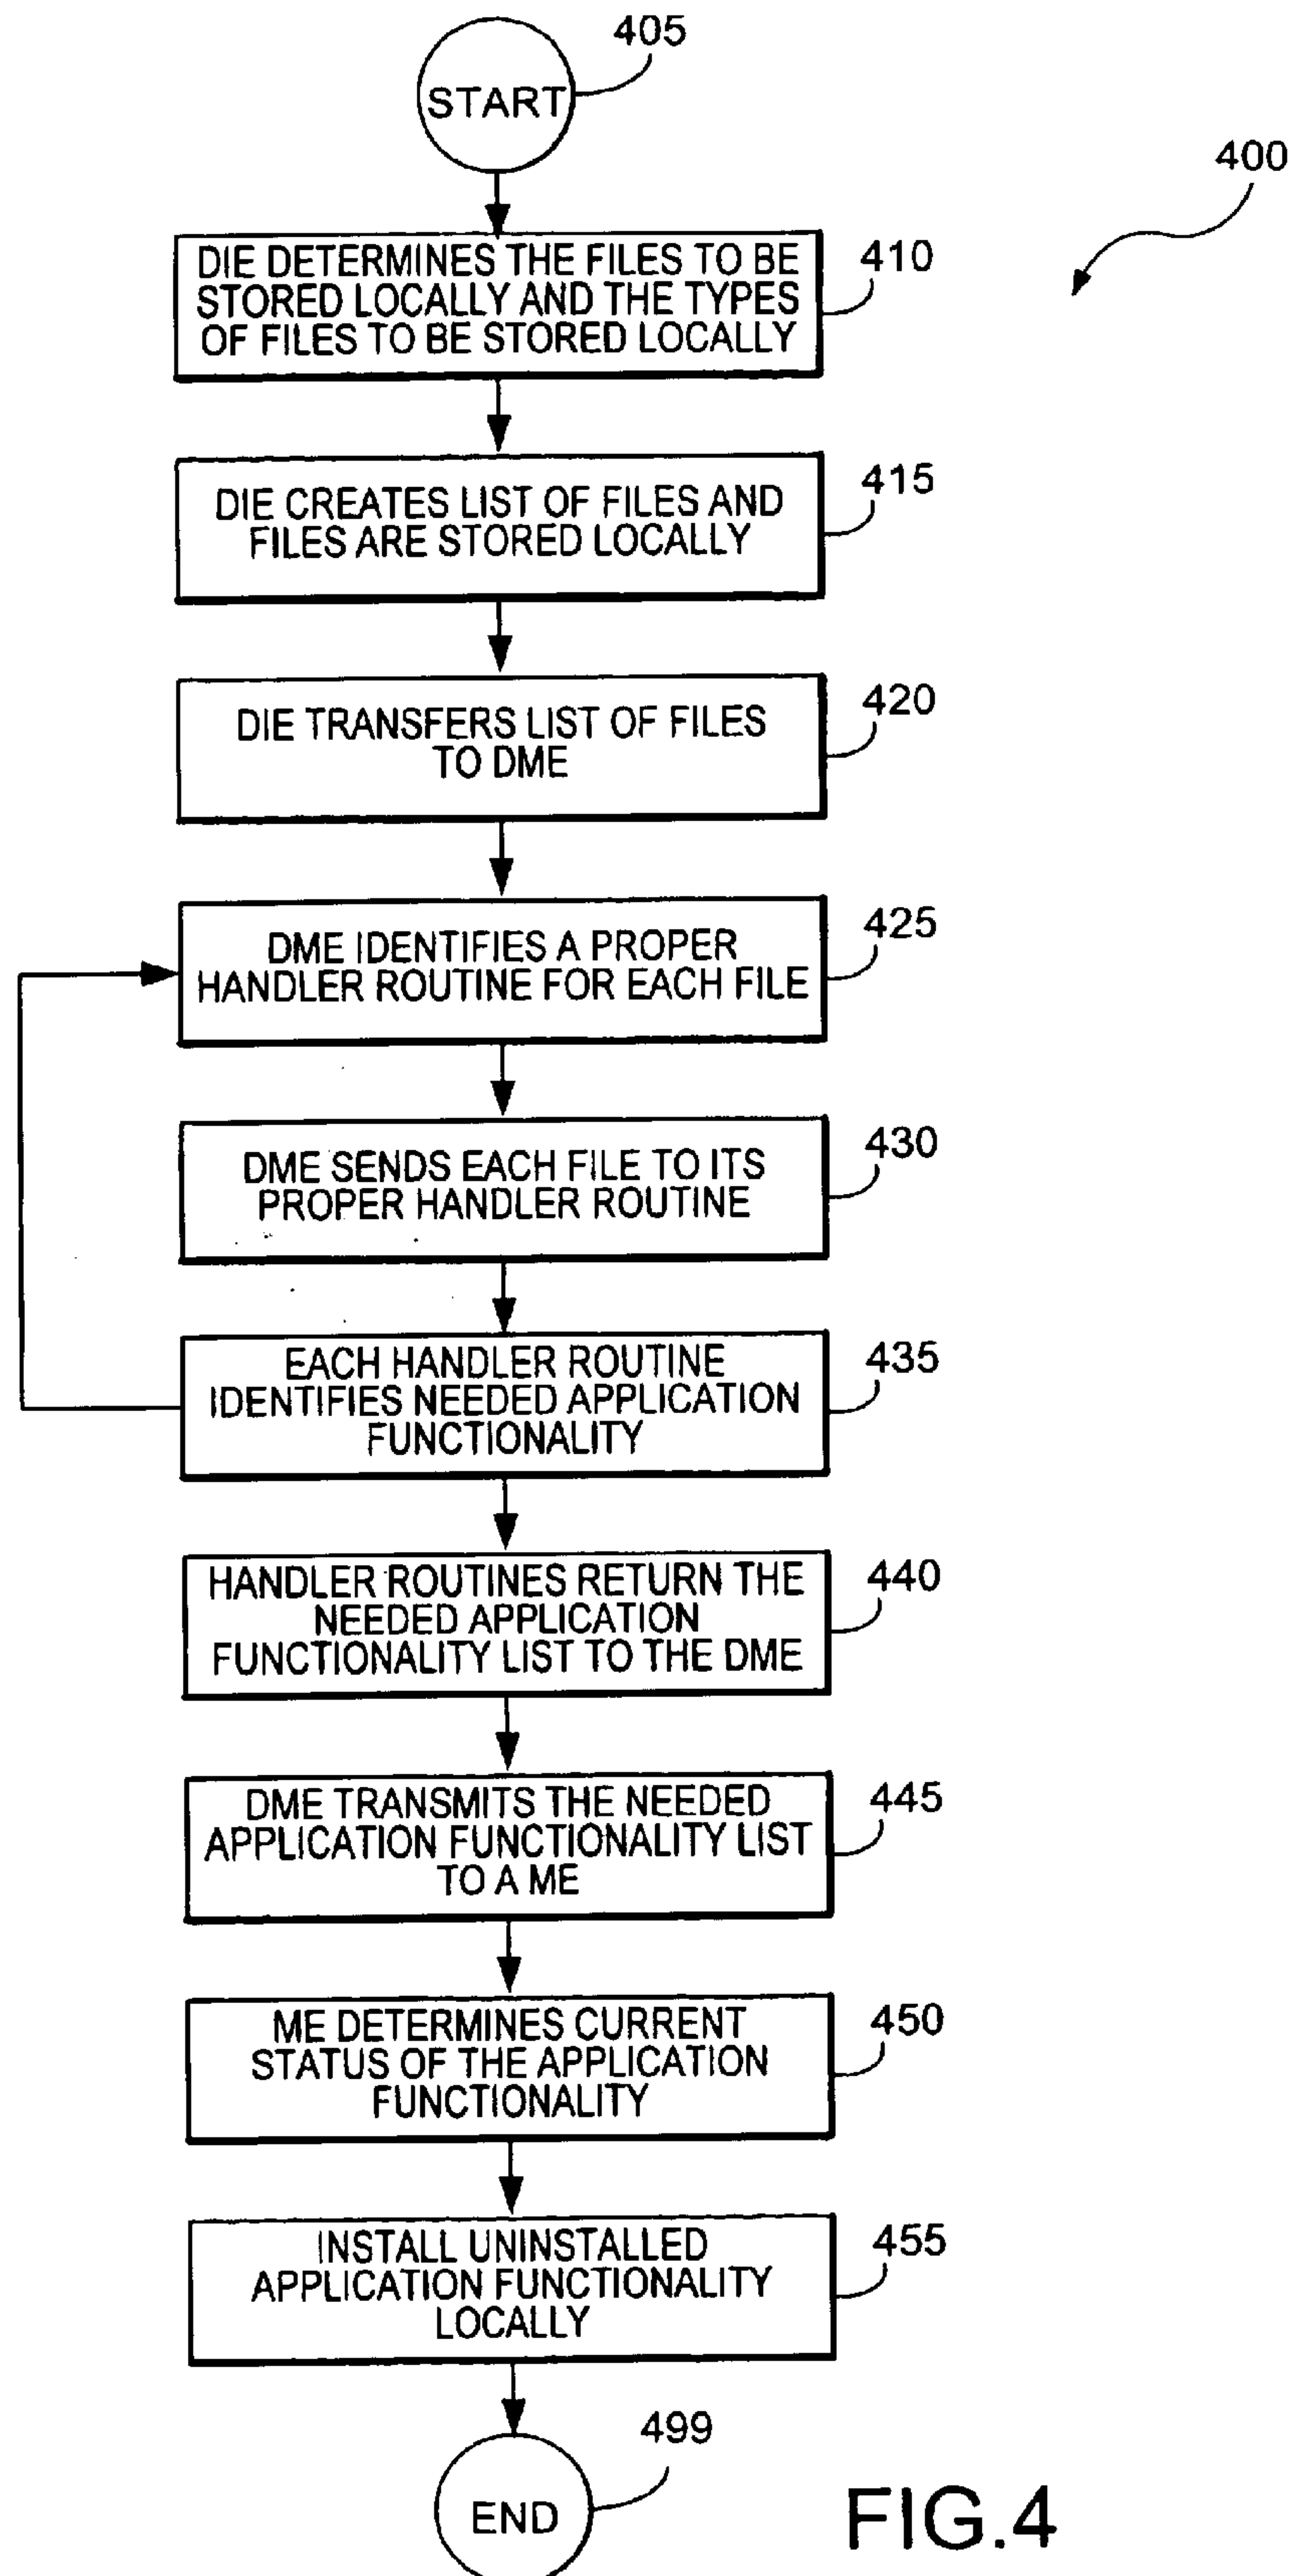 405
START
400
DIE DETERMINES THE FILES TO BE
STORED LOCALLY AND THE TYPES
OF FILES TO BE STORED LOCALLY
410
DIE CREATES LIST OF FILES AND
FILES ARE STORED LOCALLY
415
DIE TRANSFERS LIST OF FILES
TO DME
420
DME IDENTIFIES A PROPER
HANDLER ROUTINE FOR EACH FILE
425
DME SENDS EACH FILE TO ITS
PROPER HANDLER ROUTINE
430
EACH HANDLER ROUTINE
IDENTIFIES NEEDED APPLICATION
FUNCTIONALITY
435
HANDLER ROUTINES RETURN THE
NEEDED APPLICATION
FUNCTIONALITY LIST TO THE DME
440
DME TRANSMITS THE NEEDED
APPLICATION FUNCTIONALITY LIST
TO A ME
445
ME DETERMINES CURRENT
STATUS OF THE APPLICATION
FUNCTIONALITY
450
INSTALL UNINSTALLED
APPLICATION FUNCTIONALITY
LOCALLY
455
499
END
FIG.4